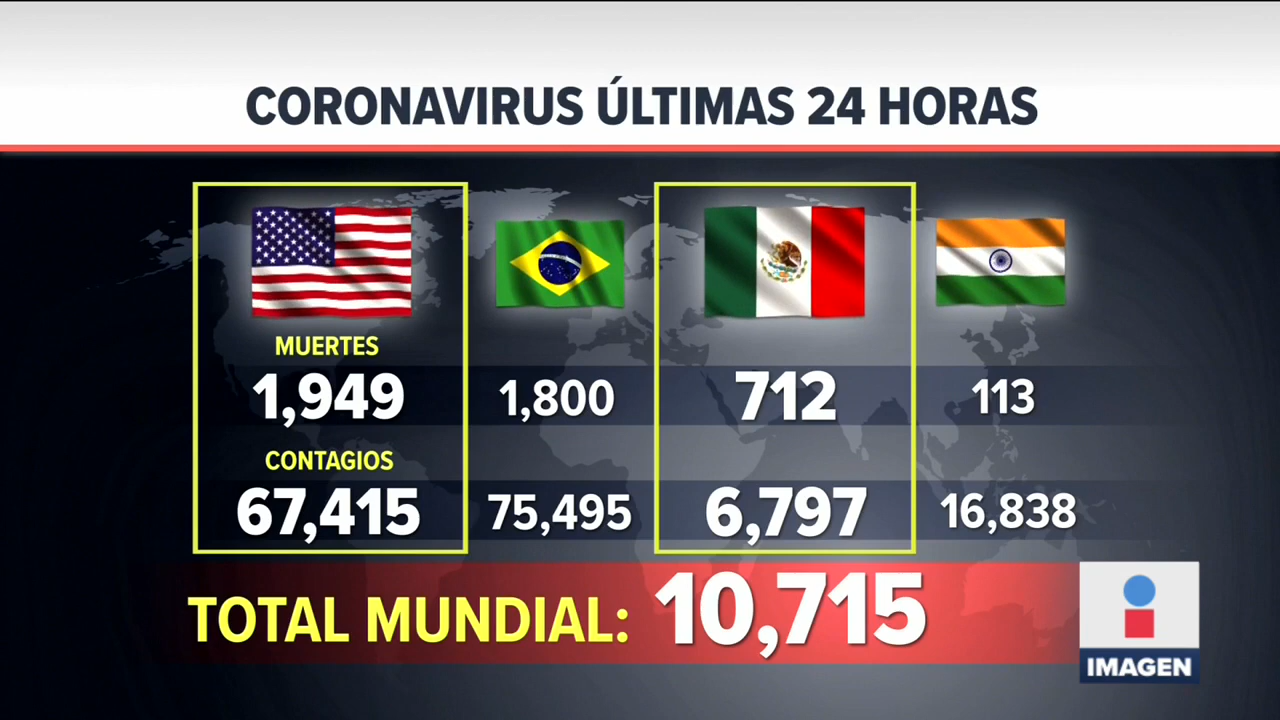 CORONAVIRUS ÚLTIMAS 24 HORAS
MUERTES
1,949 1,800 712 113
CONTAGIOS
67,415 75,495 6,797 16,838
TOTAL MUNDIAL: 10,715
IMAGEN